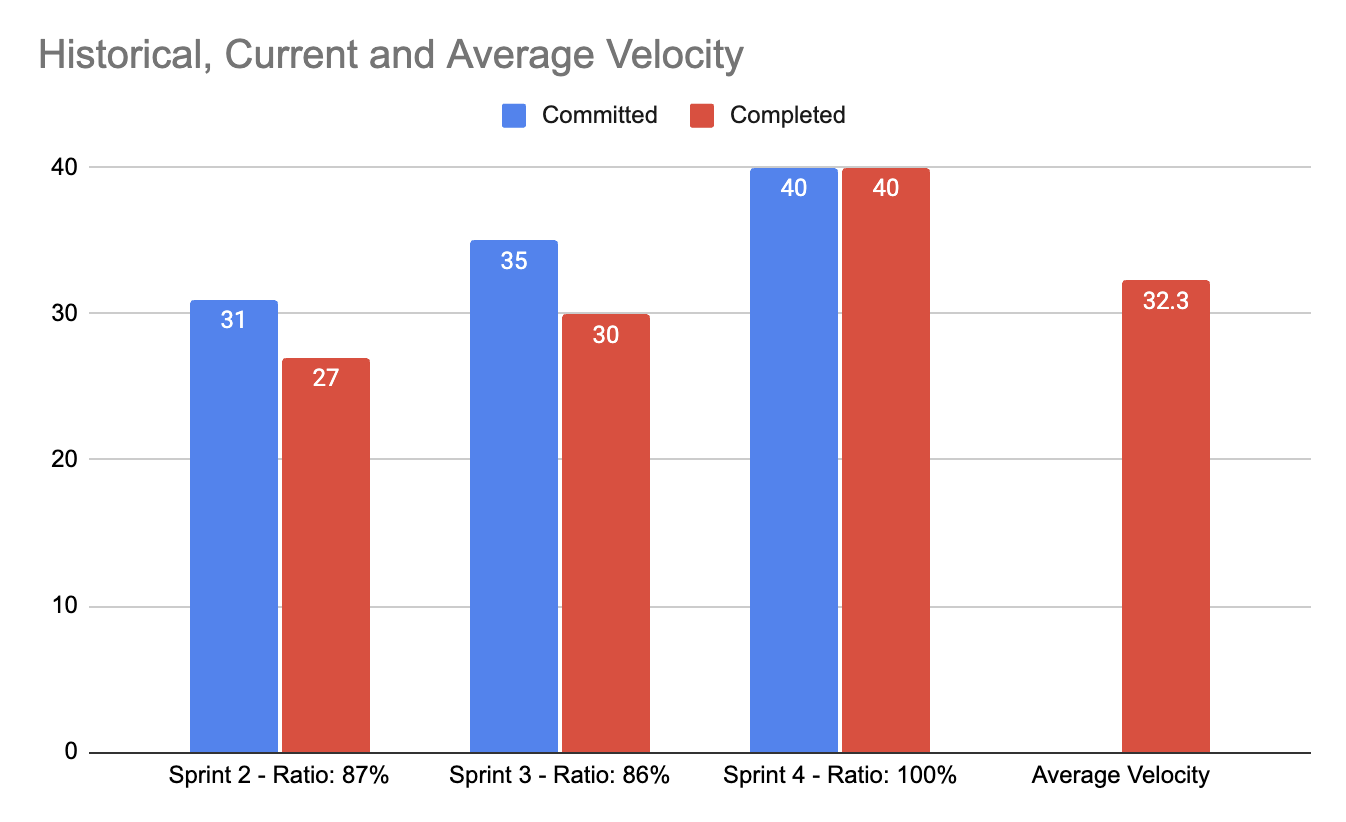 Historical, Current and Average Velocity
Committed Completed
40
30
20
10
0
31
27
35
30
40
40
32.3
Sprint 2 - Ratio: 87%
Sprint 3 - Ratio: 86%
Sprint 4 - Ratio: 100%
Average Velocity